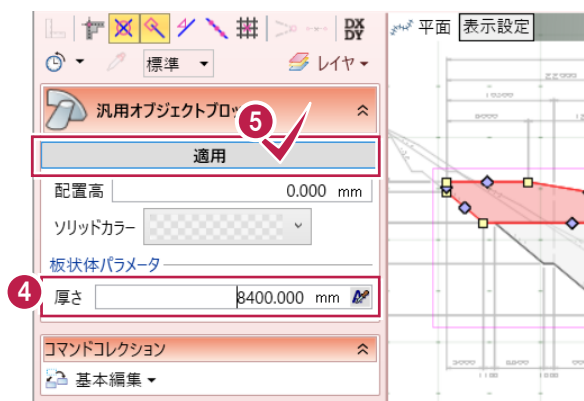 DX
DY
平面 表示設定
標準 レイヤ
汎用オブジェクトブロッ
5
適用
配置高 0.000 mm
ソリッドカラー
板状体パラメータ
4
厚さ 8400.000 mm
コマンドコレクション
基本編集